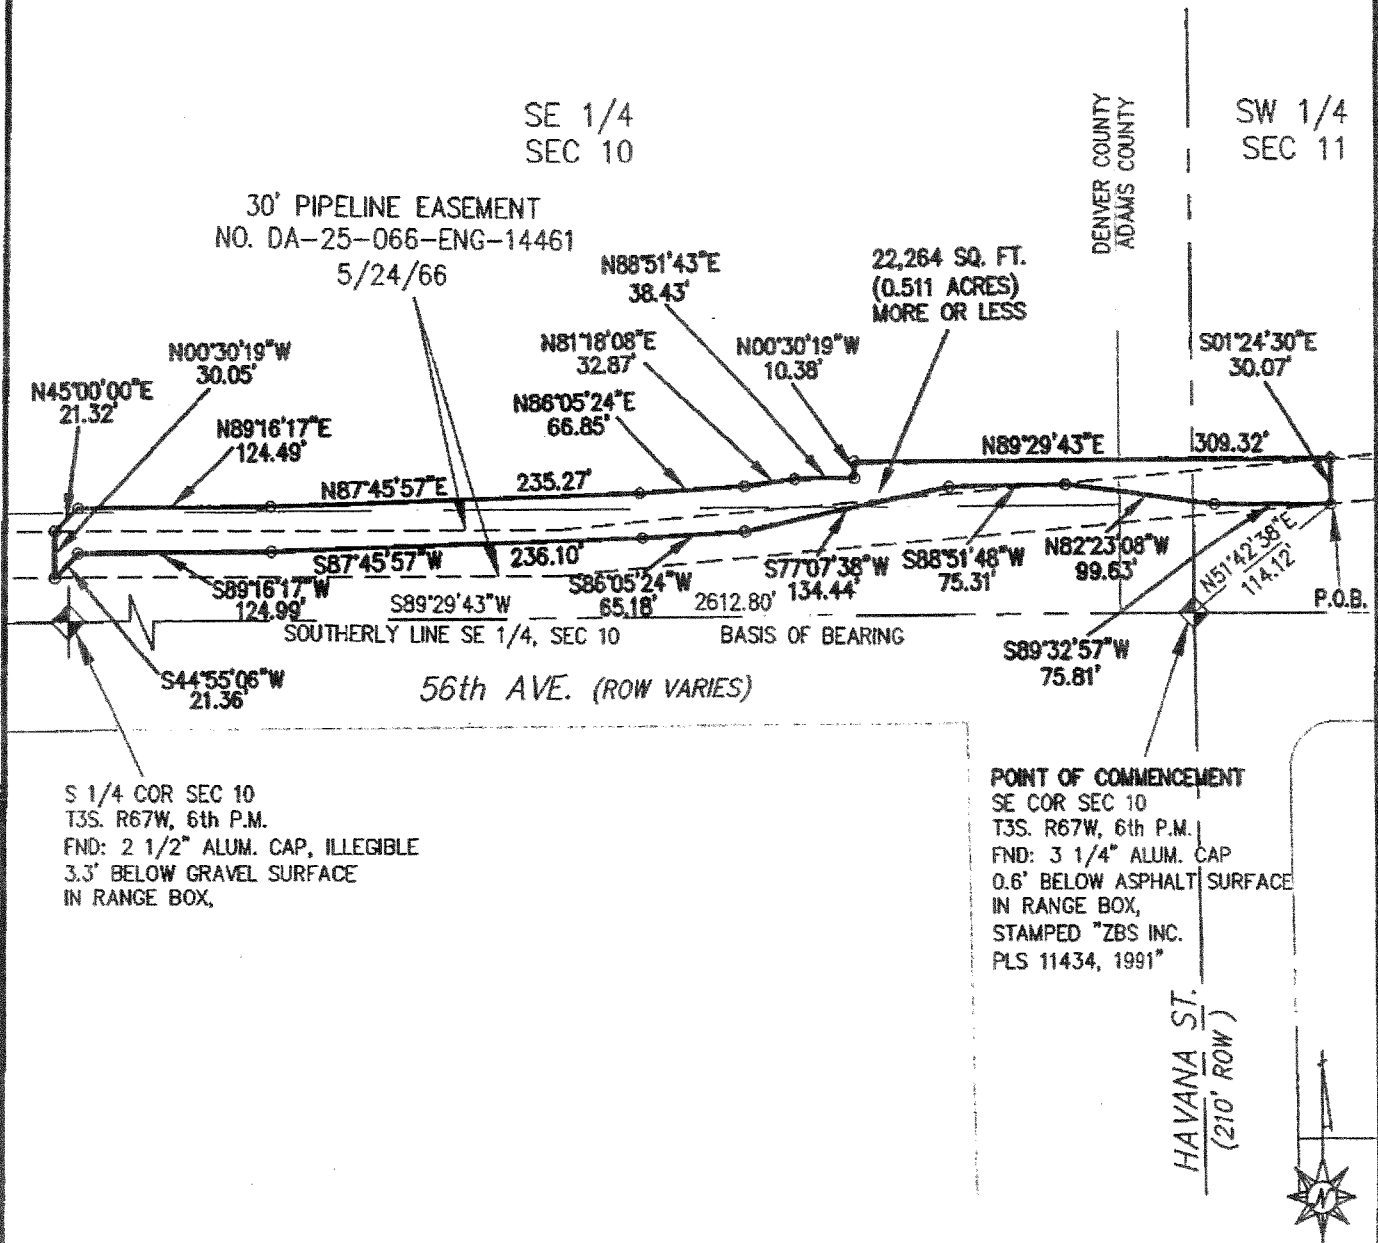 SE 1/4
SEC 10
DENVER COUNTY
ADAMS COUNTY
SW 1/4
SEC 11
30' PIPELINE EASEMENT
NO. DA-25-066-ENG-14461
5/24/66
N88°51'43"E
38.43'
22,264 SQ. FT.
(0.511 ACRES)
MORE OR LESS
N45°00'00"E
21.32'
N00°30'19"W
30.05'
N81°18'08"E
32.87'
N00°30'19"W
10.38'
S01°24'30"E
30.07'
N89°16'17"E
124.49'
N86°05'24"E
66.85'
N89°29'43"E
309.32'
N87°45'57"E
235.27'
S89°16'17"W
124.99'
S87°45'57"W
236.10'
S86°05'24"W
65.18'
S77°07'38"W
134.44'
S88°51'48"W
75.31'
N82°23'08"W
99.63'
N51°42'38"E
114.12'
P.O.B.
S89°29'43"W
2612.80'
SOUTHERLY LINE SE 1/4, SEC 10
BASIS OF BEARING
S89°32'57"W
75.81'
S44°55'06"W
21.36'
56th AVE. (ROW VARIES)
S 1/4 COR SEC 10
T3S. R67W, 6th P.M.
FND: 2 1/2" ALUM. CAP, ILLEGIBLE
3.3' BELOW GRAVEL SURFACE
IN RANGE BOX,
POINT OF COMMENCEMENT
SE COR SEC 10
T3S. R67W, 6th P.M.
FND: 3 1/4" ALUM. CAP
0.6' BELOW ASPHALT SURFACE
IN RANGE BOX,
STAMPED "ZBS INC.
PLS 11434, 1991"
HAVANA ST.
(210' ROW)
N